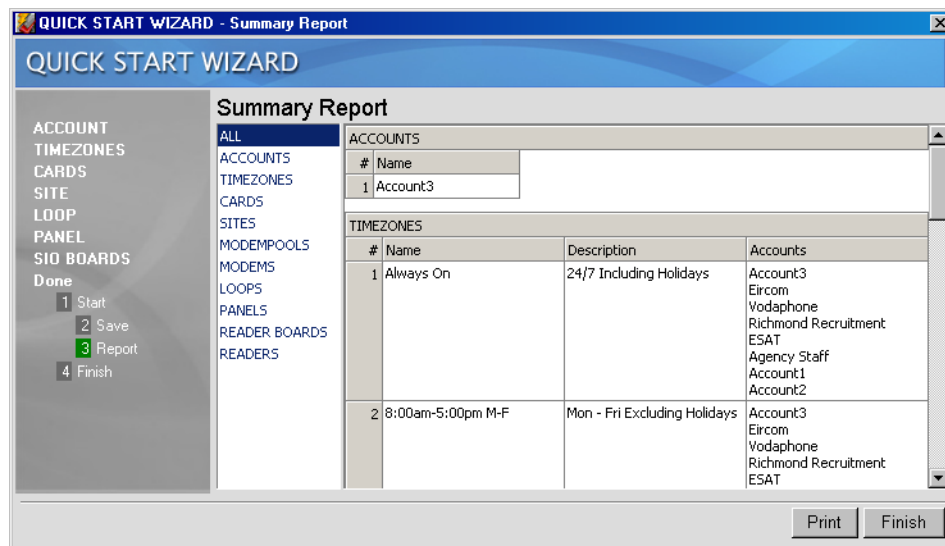 QUICK START WIZARD - Summary Report
QUICK START WIZARD
ACCOUNT
TIMEZONES
CARDS
SITE
LOOP
PANEL
SIO BOARDS
Done
1 Start
2 Save
3 Report
4 Finish
Summary Report
ALL
ACCOUNTS
TIMEZONES
CARDS
SITES
MODEMPOOLS
MODEMS
LOOPS
PANELS
READER BOARDS
READERS
ACCOUNTS
# Name
1 Account3
TIMEZONES
# Name Description Accounts
1 Always On 24/7 Including Holidays Account3
Eircom
Vodaphone
Richmond Recruitment
ESAT
Agency Staff
Account1
Account2
2 8:00am-5:00pm M-F Mon - Fri Excluding Holidays Account3
Eircom
Vodaphone
Richmond Recruitment
ESAT
Print Finish